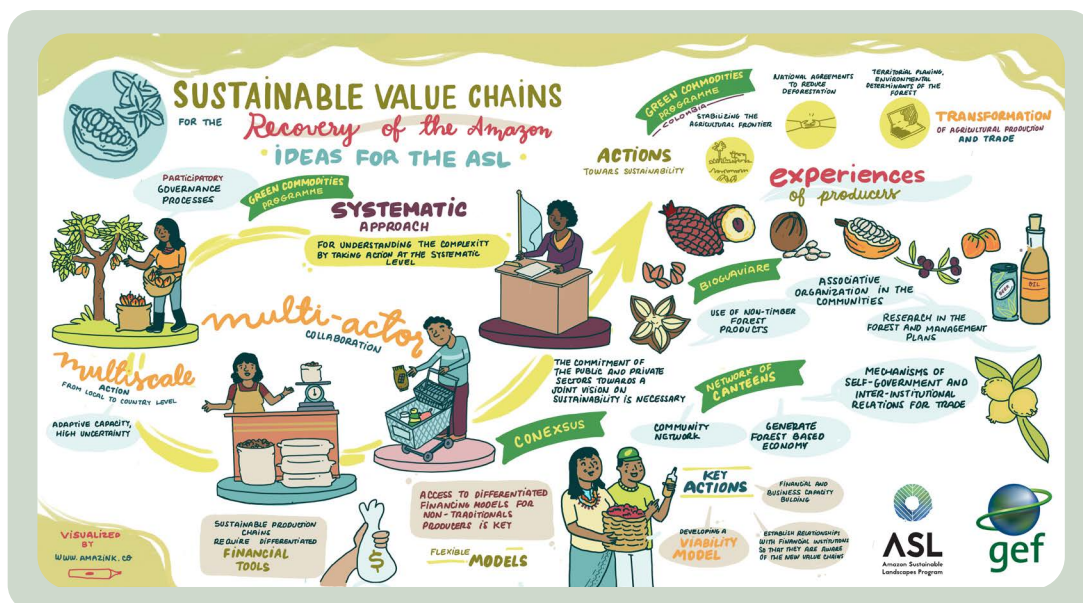 SUSTAINABLE VALUE CHAINS
FOR THE
Recovery of the Amazon
IDEAS FOR THE ASL
PARTICIPATORY
GOVERNANCE
PROCESSES
GREEN COMMODITIES
PROGRAMME
SYSTEMATIC
APPROACH
FOR UNDERSTANDING THE COMPLEXITY
BY TAKING ACTION AT THE SYSTEMATIC
LEVEL
multi-actor
COLLABORATION
multiscale
ACTION
FROM LOCAL TO COUNTRY LEVEL
ADAPTIVE CAPACITY,
HIGH UNCERTAINTY
THE COMMITMENT OF
THE PUBLIC AND PRIVATE
SECTORS TOWARDS A
JOINT VISION ON
SUSTAINABILITY IS NECESSARY
ACTIONS
TOWARS SUSTAINABILITY
GREEN COMMODITIES
PROGRAMME
COLOMBIA
STABILIZING THE
AGRICULTURAL FRONTIER
NATIONAL AGREEMENTS
TO REDUCE
DEFORESTATION
TERRITORIAL PLANING,
ENVIRONMENTAL
DETERMINANTS OF THE
FOREST
TRANSFORMATION
OF AGRICULTURAL PRODUCTION
AND TRADE
experiences
of producers
BEER
OIL
BIOGUAVIARE
USE OF NON-TIMBER
FOREST
PRODUCTS
ASSOCIATIVE
ORGANIZATION IN THE
COMMUNITIES
RESEARCH IN THE
FOREST AND MANAGEMENT
PLANS
NETWORK OF
CANTEENS
COMMUNITY
NETWORK
GENERATE
FOREST BASED
ECONOMY
MECHANISMS OF
SELF-GOVERNMENT AND
INTER-INSTITUTIONAL
RELATIONS FOR TRADE
CONEXSUS
SUSTAINABLE PRODUCTION
CHAINS
REQUIRE DIFFERENTIATED
FINANCIAL
TOOLS
$
ACCESS TO DIFFERENTIATED
FINANCING MODELS FOR
NON-TRADITIONALS
PRODUCERS IS KEY
FLEXIBLE
MODELS
KEY
ACTIONS
FINANCIAL AND
BUSINESS CAPACITY
BULDING
DEVELOPING A
VIABILITY
MODEL
ESTABLISH RELATIONSHIPS
WITH FINANCIAL INSTITUTIONS
SO THAT THEY ARE AWARE
OF THE NEW VALUE CHAINS
VISUALIZED
BY
WWW.AMAZINK.CO
ASL
Amazon Sustainable
Landscapes Program
gef